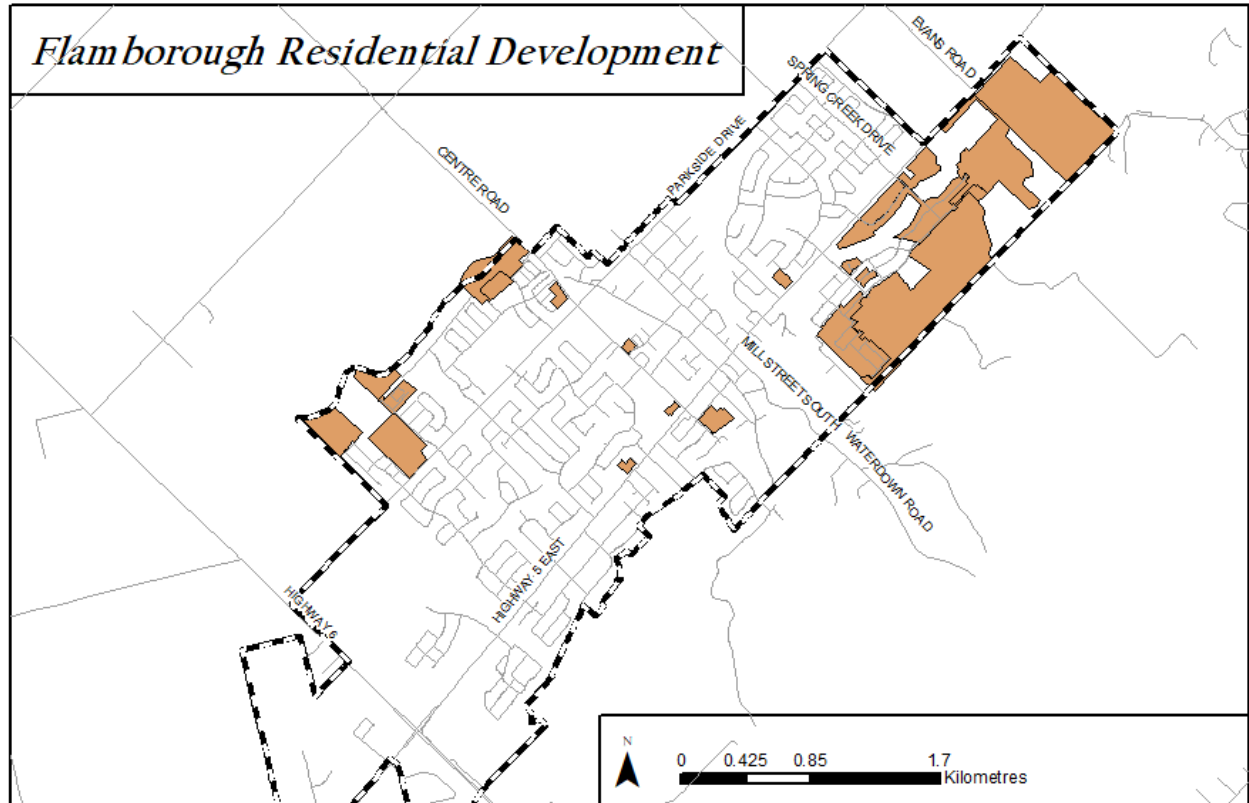 Flamborough Residential Development
EVANS ROAD
SPRING CREEK DRIVE
PARKSIDE DRIVE
CENTRE ROAD
MILL STREET SOUTH
WATERDOWN ROAD
HIGHWAY 5 EAST
HIGHWAY 6
N
0 0.425 0.85 1.7
Kilometres